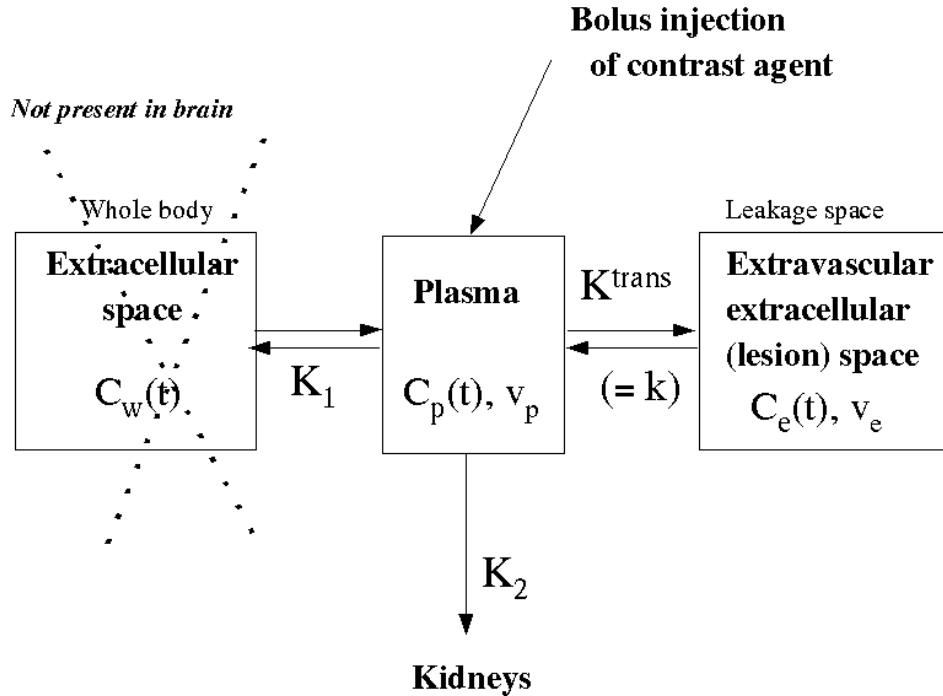 Bolus injection
of contrast agent
Not present in brain
Whole body
Extracellular
space
C_w(t)
K_1
Plasma
C_p(t), v_p
K^trans
(= k)
Leakage space
Extravascular
extracellular
(lesion) space
C_e(t), v_e
K_2
Kidneys